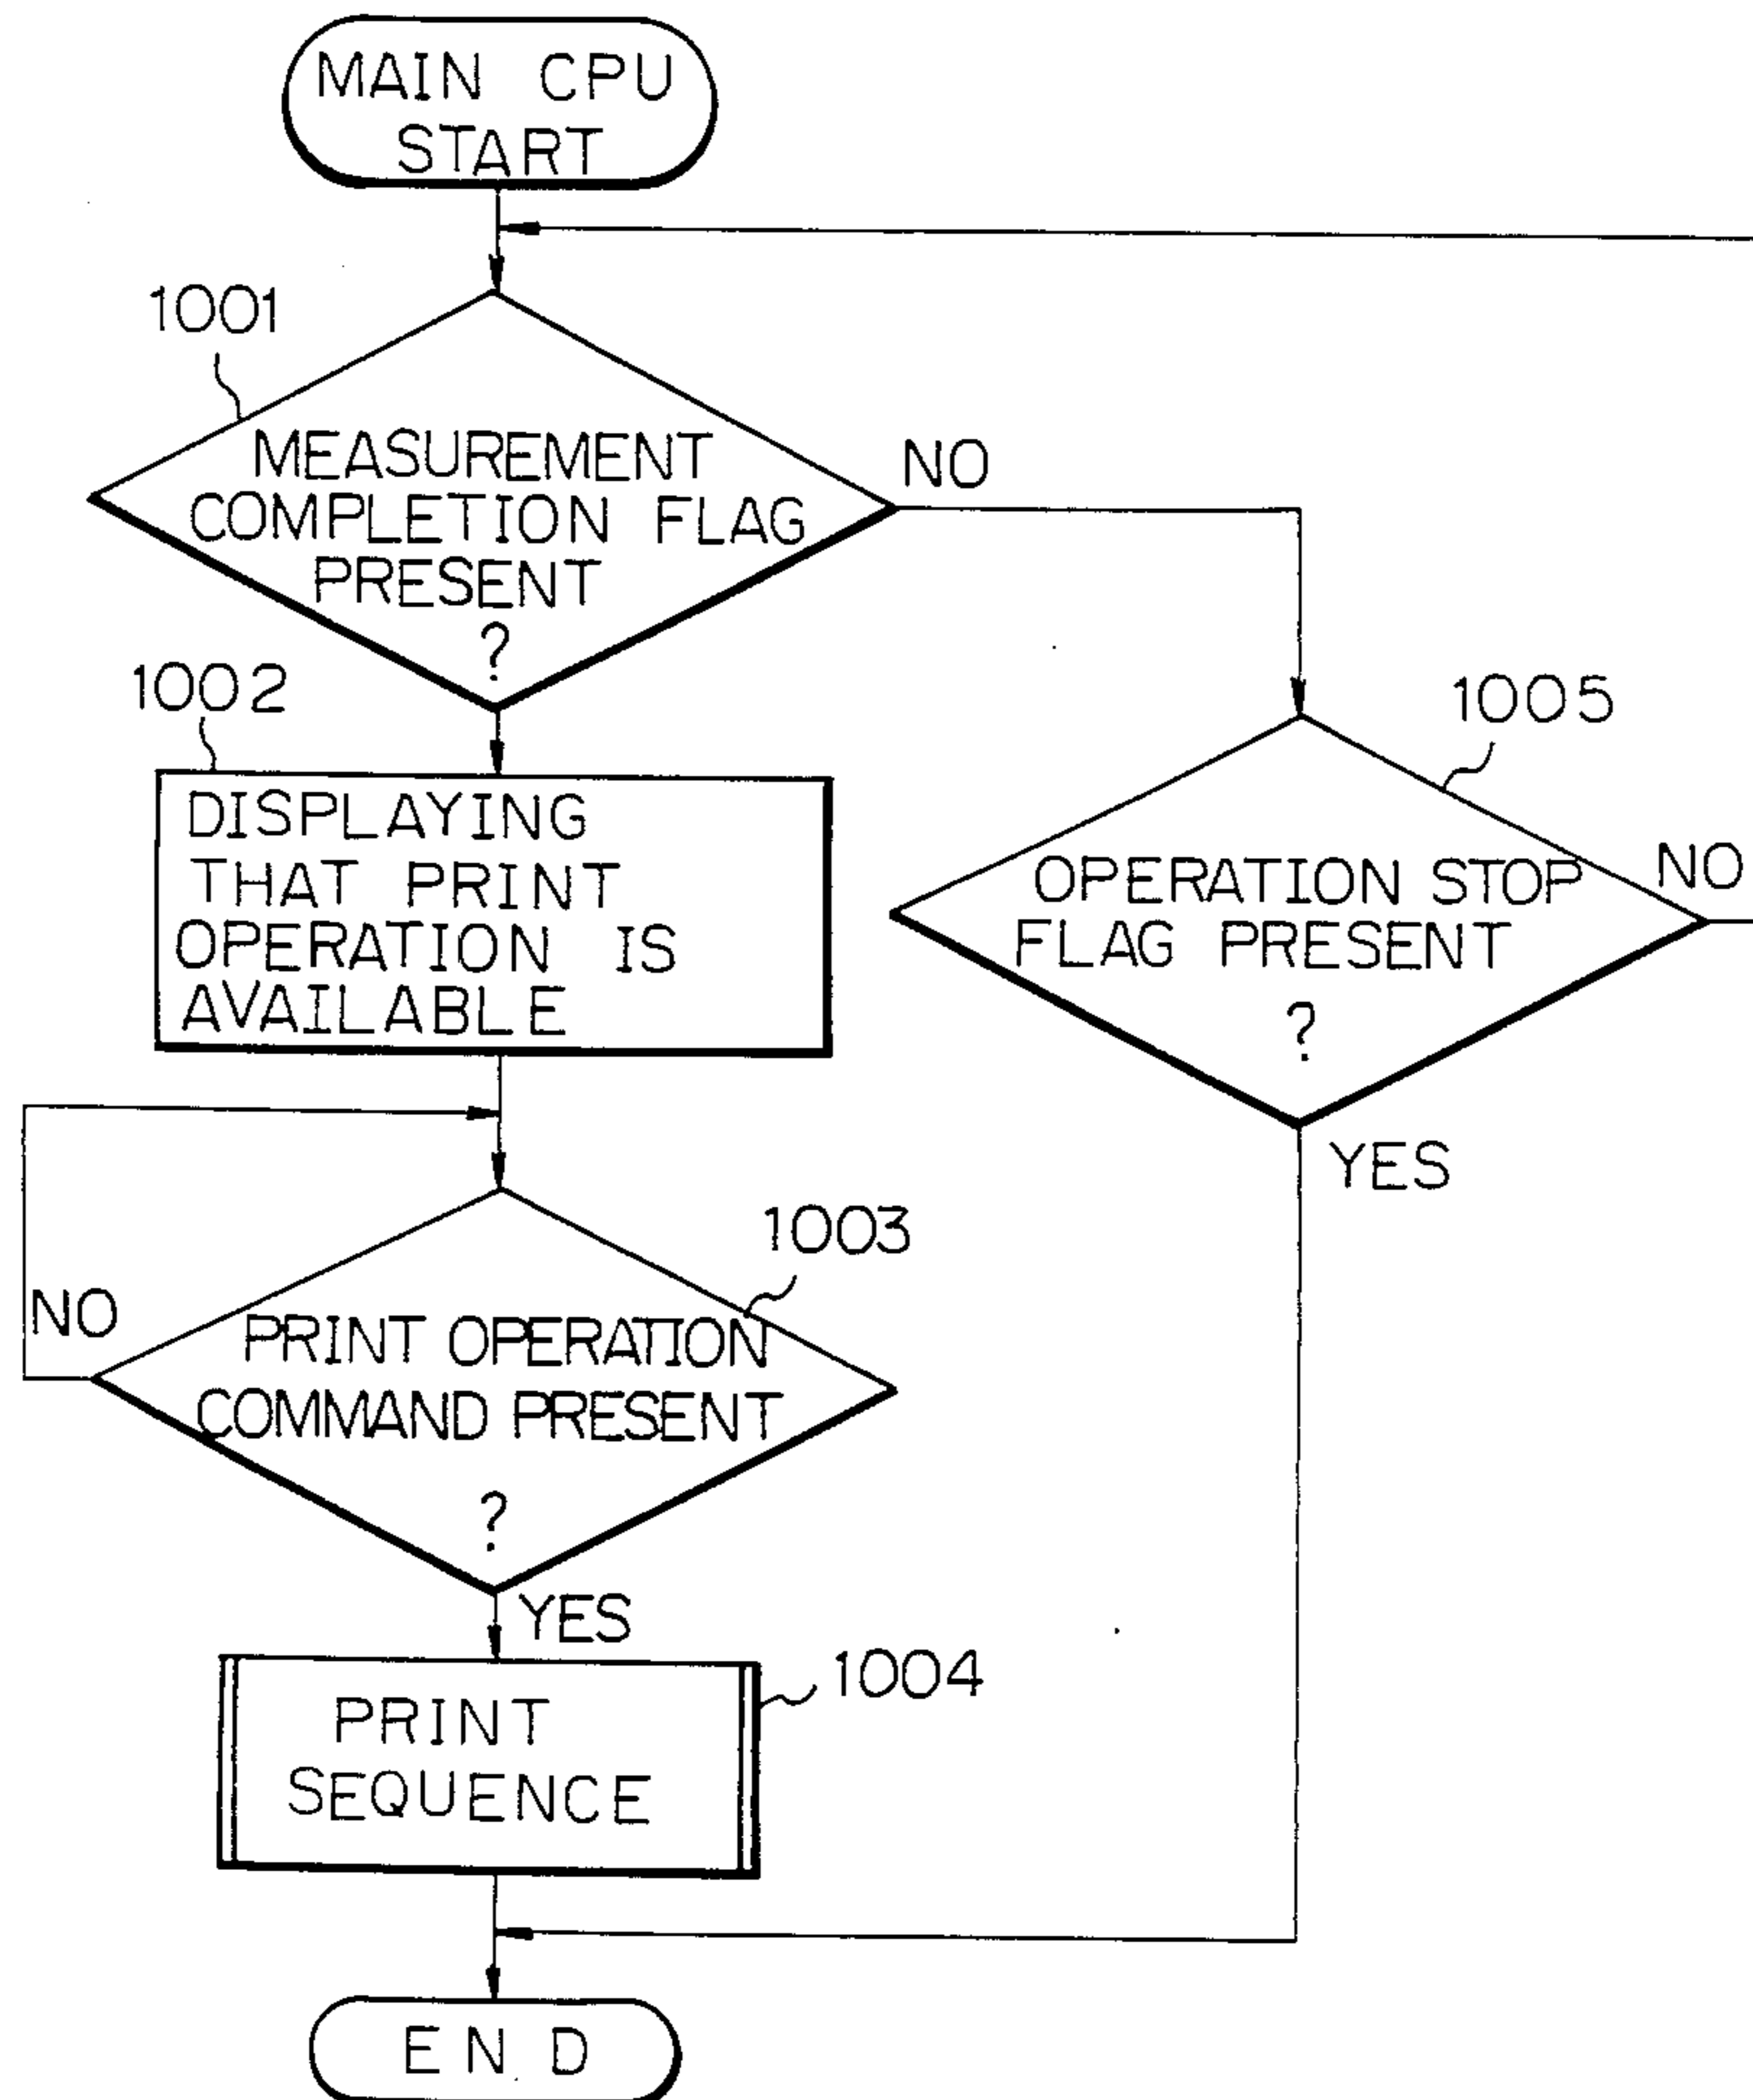 MAIN CPU
START
1001
MEASUREMENT
COMPLETION FLAG
PRESENT
?
NO
1002
DISPLAYING
THAT PRINT
OPERATION IS
AVAILABLE
1005
OPERATION STOP
FLAG PRESENT
?
NO
YES
1003
NO
PRINT OPERATION
COMMAND PRESENT
?
YES
1004
PRINT
SEQUENCE
END